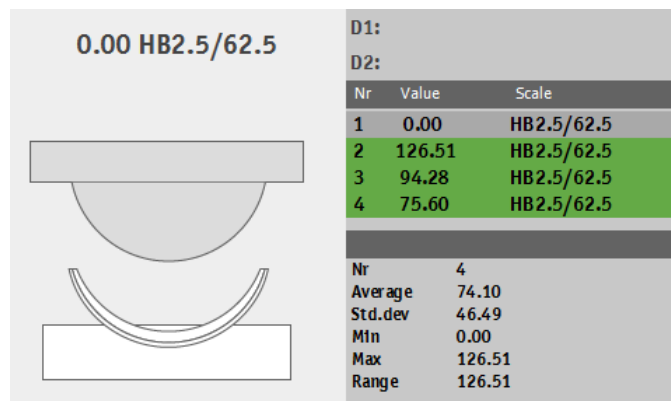 0.00 HB2.5/62.5
D1:
D2:
Nr Value Scale
1 0.00 HB2.5/62.5
2 126.51 HB2.5/62.5
3 94.28 HB2.5/62.5
4 75.60 HB2.5/62.5
Nr 4
Average 74.10
Std.dev 46.49
Min 0.00
Max 126.51
Range 126.51